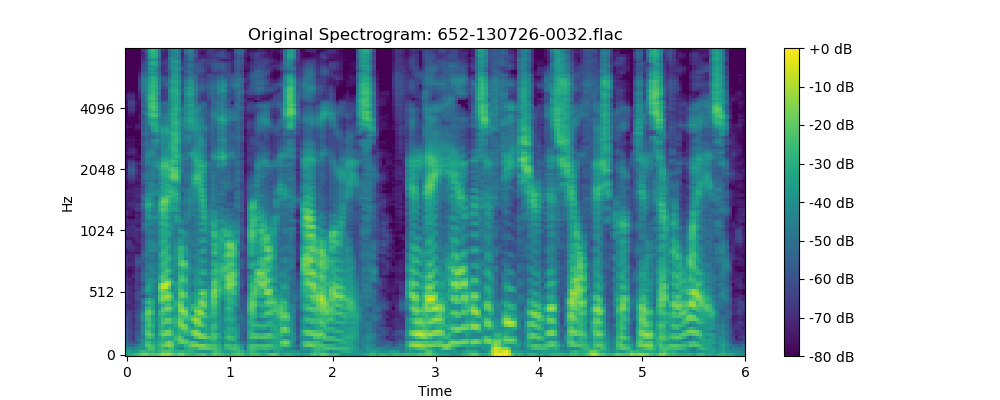 Original Spectrogram: 652-130726-0032.flac
Hz
4096
2048
1024
512
0
0 1 2 3 4 5 6
Time
+0 dB
-10 dB
-20 dB
-30 dB
-40 dB
-50 dB
-60 dB
-70 dB
-80 dB